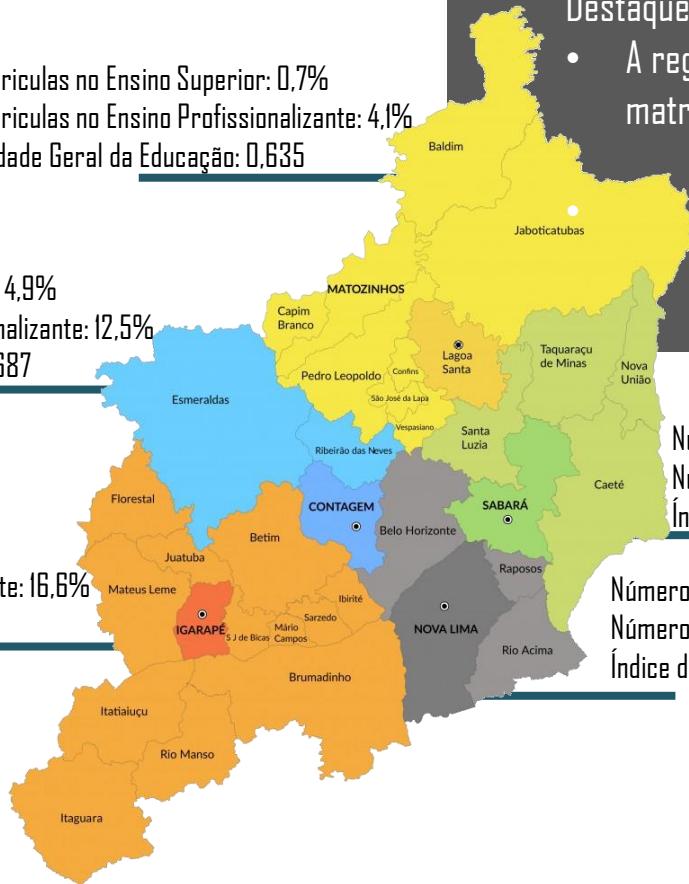 Destaque
• A reg
matr
riculas no Ensino Superior: 0,7%
riculas no Ensino Profissionalizante: 4,1%
dade Geral da Educação: 0,635
4,9%
nalizante: 12,5%
687
te: 16,6%
Baldim
Jaboticatubas
MATOZINHOS
Capim
Branco
Pedro Leopoldo
Confins
São José da Lapa
Vespasiano
Lagoa
Santa
Taquaraçu
de Minas
Nova
União
Esmeraldas
Ribeirão das Neves
Santa
Luzia
Caeté
Florestal
CONTAGEM
Belo Horizonte
SABARÁ
Betim
Juatuba
Mateus Leme
Raposos
IGARAPÉ
S J de Bicas
Mário
Campos
Sarzedo
Ibirité
NOVA LIMA
Rio Acima
Brumadinho
Itatiaiuçu
Rio Manso
Itaguara
Nú
Nú
Ín
Número
Número
Índice d